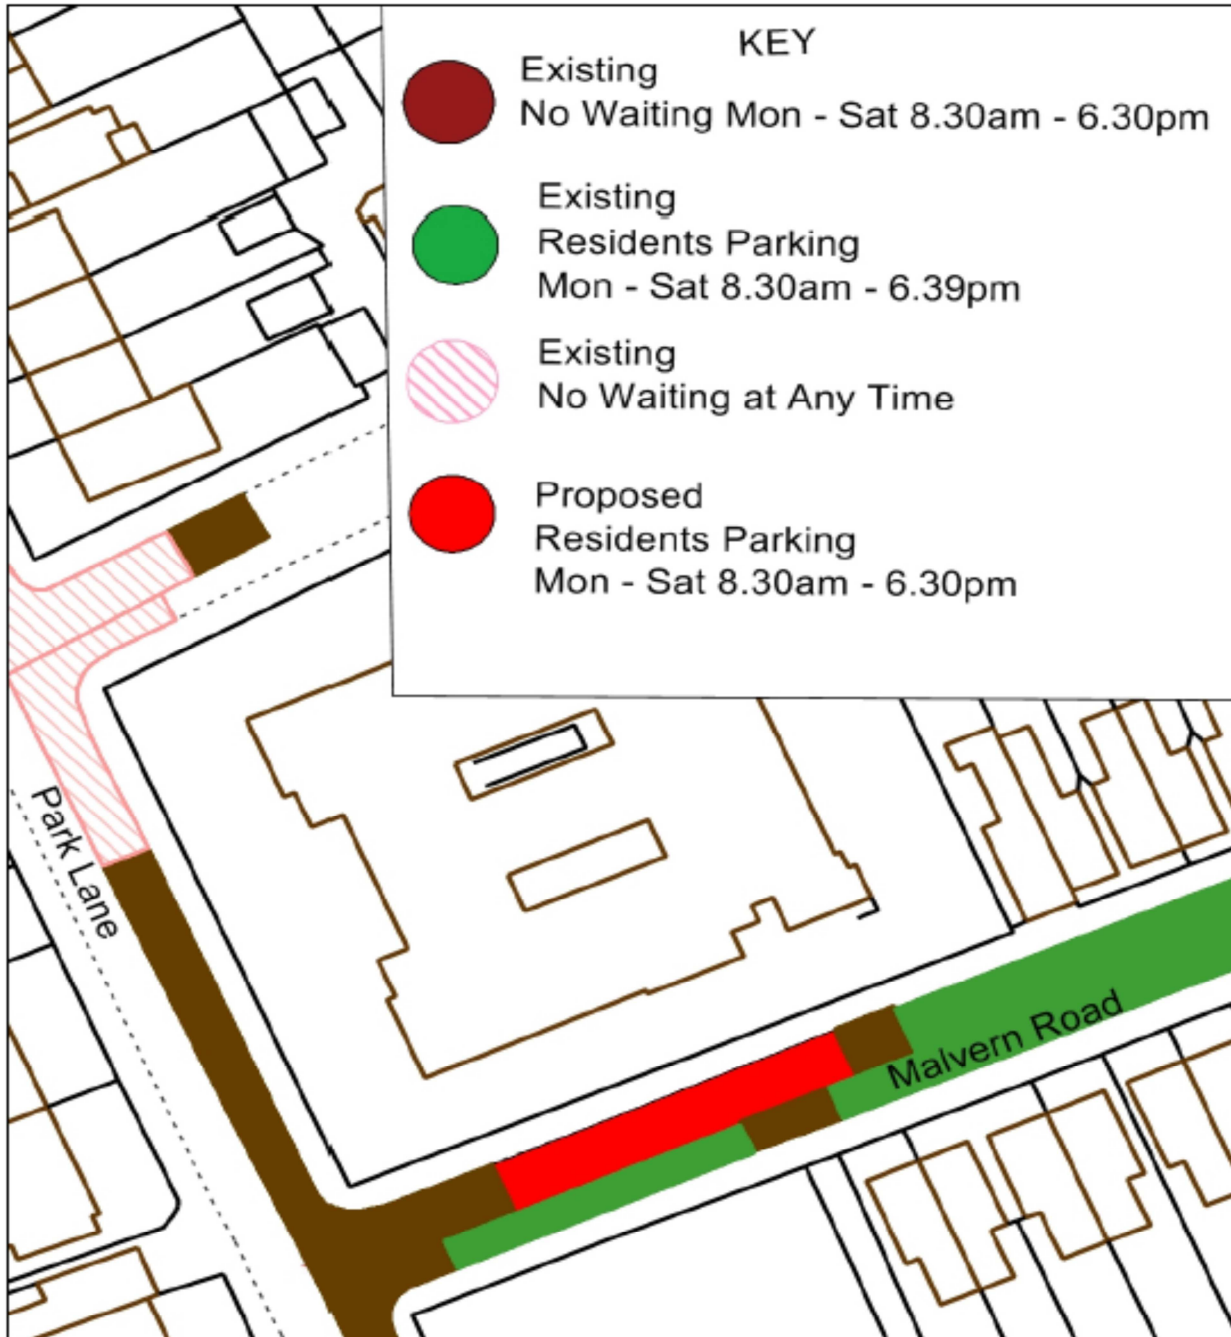 KEY
Existing
No Waiting Mon - Sat 8.30am - 6.30pm
Existing
Residents Parking
Mon - Sat 8.30am - 6.39pm
Existing
No Waiting at Any Time
Proposed
Residents Parking
Mon - Sat 8.30am - 6.30pm
Park Lane
Malvern Road